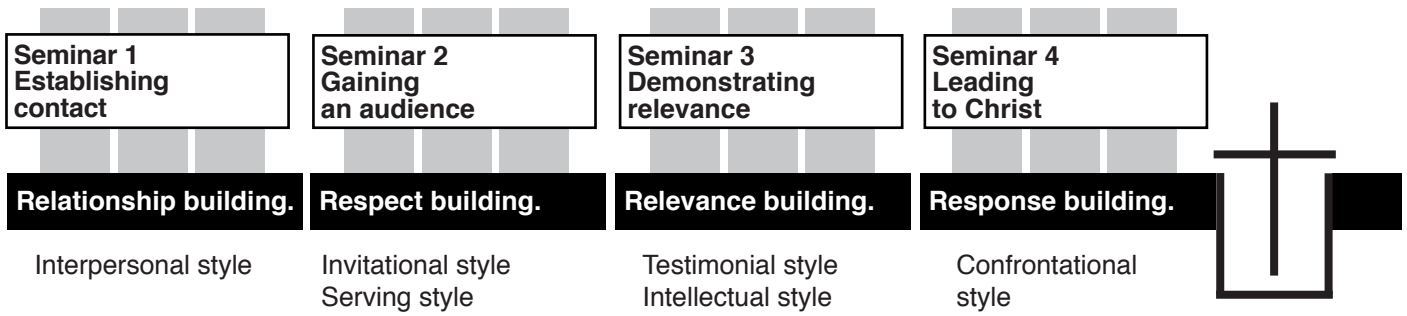 Seminar 1
Establishing
contact
Seminar 2
Gaining
an audience
Seminar 3
Demonstrating
relevance
Seminar 4
Leading
to Christ
Relationship building.
Respect building.
Relevance building.
Response building.
Interpersonal style
Invitational style
Serving style
Testimonial style
Intellectual style
Confrontational
style